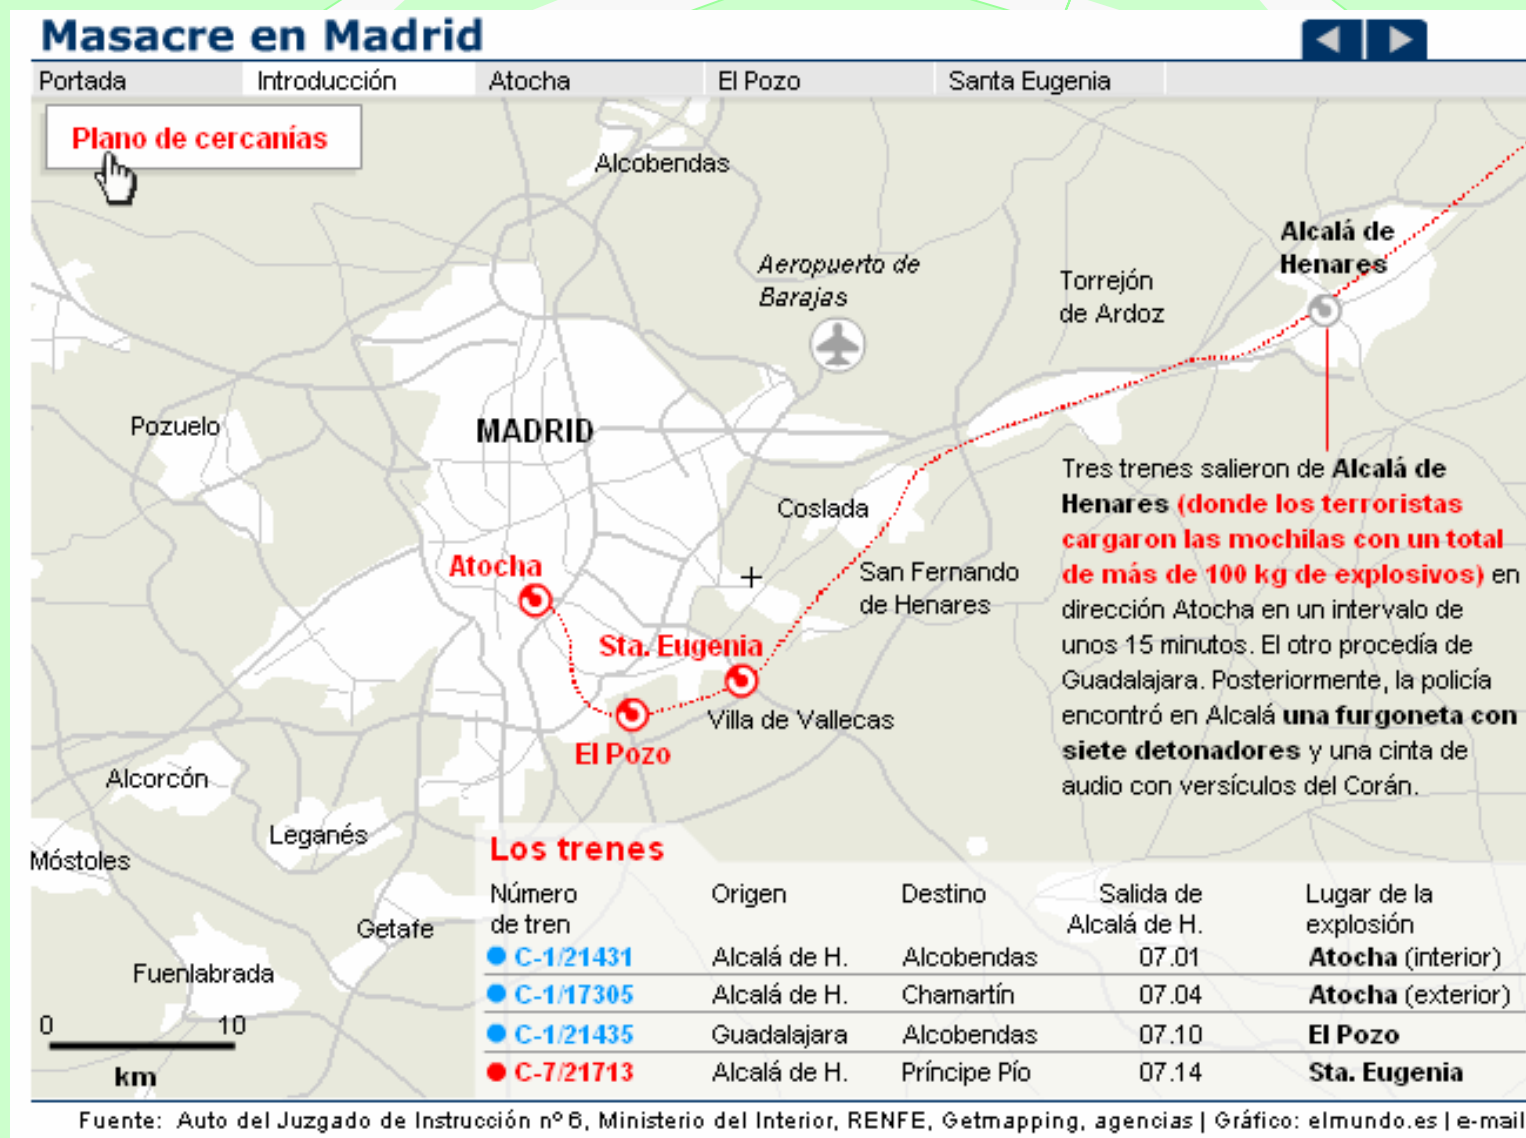 Masacre en Madrid
Portada Introducción Atocha El Pozo Santa Eugenia
Plano de cercanías
Alcobendas
Alcalá de
Henares
Aeropuerto de
Barajas
Torrejón
de Ardoz
Pozuelo
MADRID
Coslada
Atocha
San Fernando
de Henares
Sta. Eugenia
Villa de Vallecas
El Pozo
Tres trenes salieron de Alcalá de
Henares (donde los terroristas
cargaron las mochilas con un total
de más de 100 kg de explosivos) en
dirección Atocha en un intervalo de
unos 15 minutos. El otro procedía de
Guadalajara. Posteriormente, la policía
encontró en Alcalá una furgoneta con
siete detonadores y una cinta de
audio con versículos del Corán.
Alcorcón
Leganés
Móstoles
Getafe
Fuenlabrada
0 10
km
Los trenes
Número Origen Destino Salida de Lugar de la
de tren Alcalá de H. explosión
C-1/21431 Alcalá de H. Alcobendas 07.01 Atocha (interior)
C-1/17305 Alcalá de H. Chamartín 07.04 Atocha (exterior)
C-1/21435 Guadalajara Alcobendas 07.10 El Pozo
C-7/21713 Alcalá de H. Príncipe Pío 07.14 Sta. Eugenia
Fuente: Auto del Juzgado de Instrucción nº 6, Ministerio del Interior, RENFE, Getmapping, agencias | Gráfico: elmundo.es | e-mail